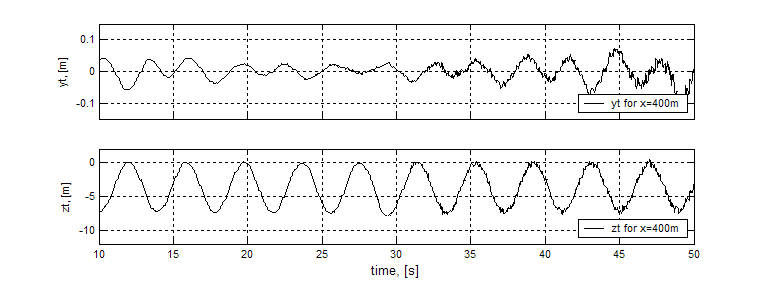 0.1
0
-0.1
yt, [m]
yt for x=400m
0
-5
-10
zt,[m]
zt for x=400m
10 15 20 25 30 35 40 45 50
time, [s]